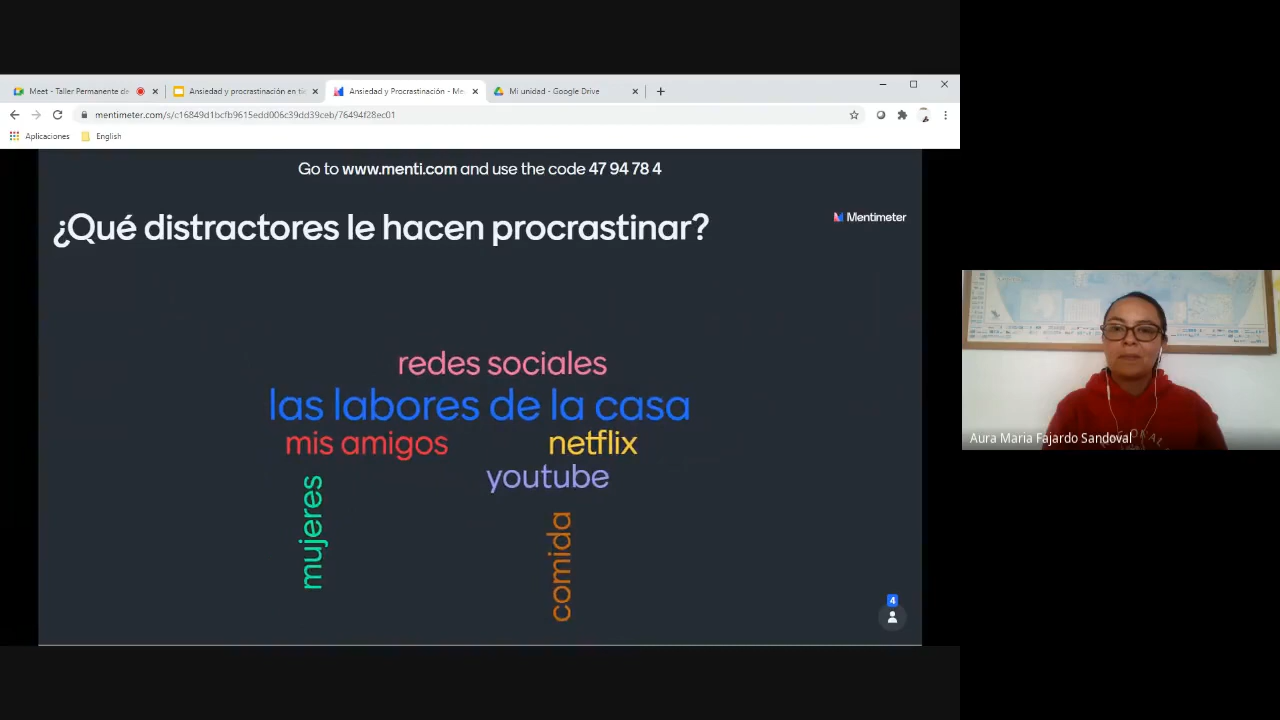 Meet - Taller Permanente de
Ansiedad y procrastinación en tie
Ansiedad y Procrastinación - Me
Mi unidad - Google Drive
mentimeter.com/s/c16849d1bcfb9615edd006c39dd39ceb/76494f28ec01
Aplicaciones
English
Go to www.menti.com and use the code 47 94 78 4
¿Qué distractores le hacen procrastinar?
Mentimeter
redes sociales
las labores de la casa
mis amigos
netflix
youtube
mujeres
comida
4
Aura Maria Fajardo Sandoval